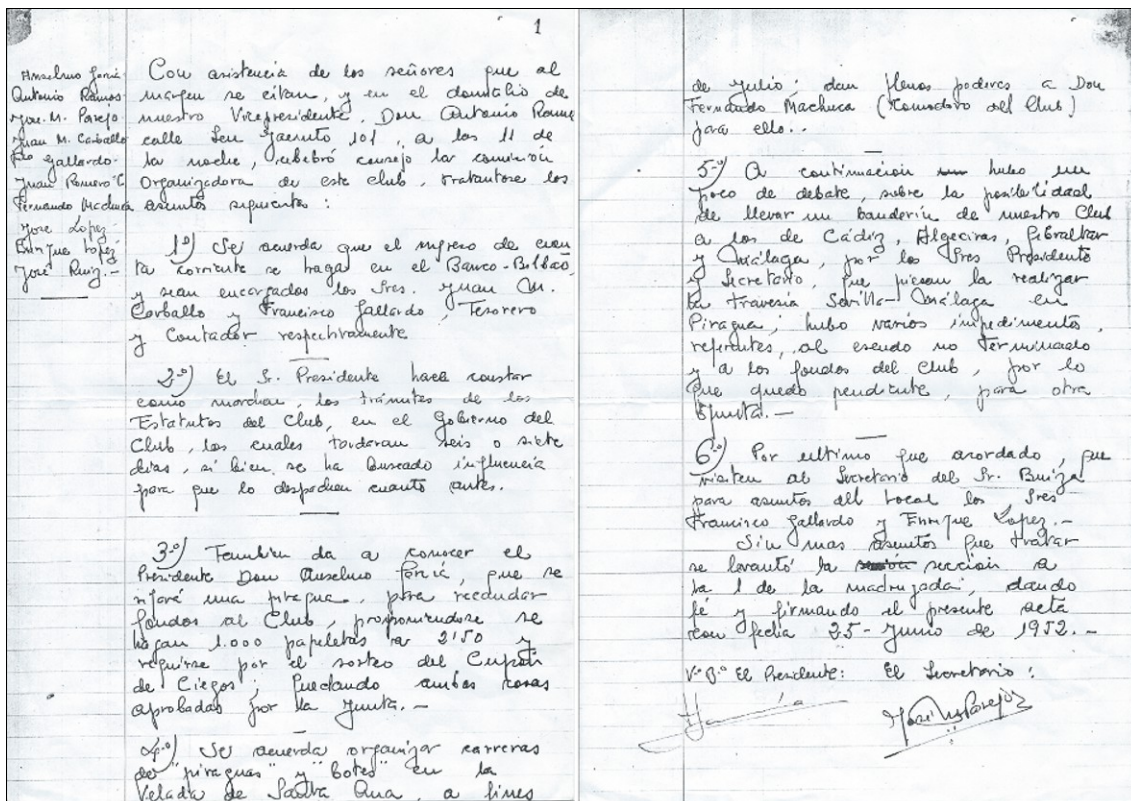 1
Anselmo García
Antonio Ramos
Jose. M. Parejo
Juan M. Carballo
Fco Gallardo.
Juan Romero C
Fernando Machuca
Jose Lopez.
Enrique Lopez
José Ruiz.-
Con asistencia de los señores que al
margen se citan, y en el domicilio de
nuestro Vicepresidente, Don Antonio Ramo
calle San Jacinto 101, a las 11 de
la noche, celebró consejo la comisión
Organizadora de este club, tratantose los
asuntos siguientes:
1º) Se acuerda que el ingreso de cuen
ta corriente se haga en el Banco-Bilbao,
y sean encargados los Sres. Juan M.
Carballo y Francisco Gallardo, Tesorero
y Contador respectivamente
2º) El Sr. Presidente hace constar
como marchan, los trámites de los
Estatutos del Club, en el Gobierno del
Club, los cuales tardaran seis o siete
dias, si bien se ha buscado influencia
para que lo despachen cuanto antes.
3º) Tambien da a conocer el
Presidente Don Anselmo García, que se
rifará una piragua, para recaudar
fondos al Club, proponiendose se
hagan 1.000 papeletas a 2'50 y
regirse por el sorteo del Cupón
de Ciegos; quedando ambas cosas
aprobadas por la Junta.-
4º) Se acuerda organizar carreras
de "piraguas" y "botes" en la
Velada de Santa Ana, a fines
de Julio; dan plenos poderes a Don
Fernando Machuca (Comodoro del Club)
para ello..
5º) A continuación hubo un
poco de debate, sobre la posibilidad
de llevar un banderín de nuestro Club
a los de Cádiz, Algeciras, Gibraltar
y Málaga, por los Sres Presidente
y Secretario, que piensan la realizar
la travesía Sevilla-Málaga en
Piragua; hubo varios impedimentos,
referentes, al escudo no terminado
y a los fondos del Club, por lo
que quedo pendiente, para otra
Junta.-
6º) Por ultimo que acordado, que
visiten al Secretario del Sr. Buiza
para asuntos del Local los Sres
Francisco Gallardo y Enrique Lopez.-
Sin mas asuntos que tratar
se levantó la sección a
la 1 de la madrugada; dando
fé y firmando el presente acta
con fecha 25-Junio de 1952.-
Vº Bº El Presidente: El Secretario: